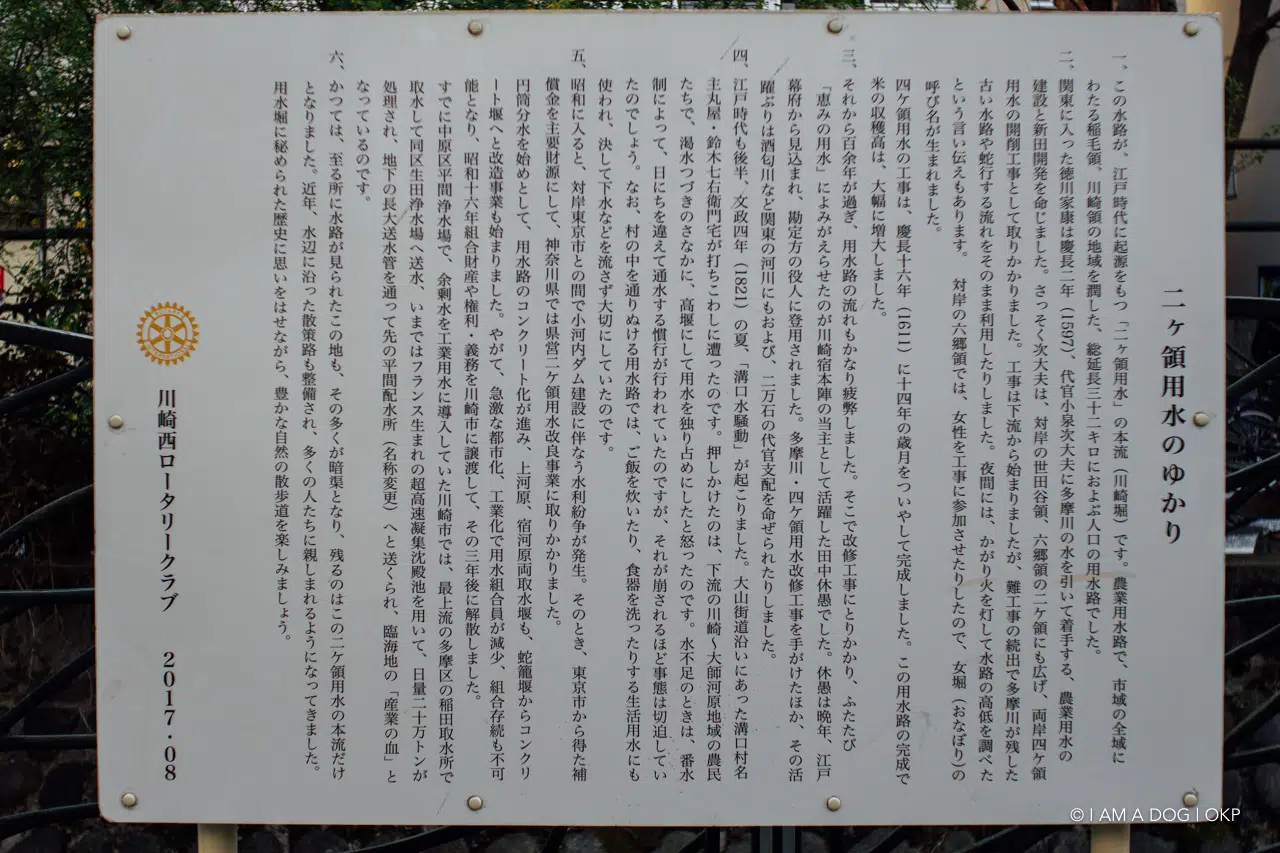 二ヶ領用水のゆかり
一、この水路が、江戸時代に起源をもつ「二ヶ領用水」の本流（川崎堀）です。農業用水路で、市域の全域に
わたる稲毛領、川崎領の地域を潤した、総延長三十二キロにおよぶ人口の用水路でした。
二、関東に入った徳川家康は慶長二年（1597）、代官小泉次大夫に多摩川の水を引いて着手する、農業用水の
建設と新田開発を命じました。さっそく次大夫は、対岸の世田谷領、六郷領の二ケ領にも広げ、両岸四ケ領
用水の開削工事として取りかかりました。工事は下流から始まりましたが、難工事の続出で多摩川が残した
古い水路や蛇行する流れをそのまま利用したりしました。夜間には、かがり火を灯して水路の高低を調べた
という言い伝えもあります。 対岸の六郷領では、女性を工事に参加させたりしたので、女堀（おなぼり）の
呼び名が生まれました。
四ケ領用水の工事は、慶長十六年（1611）に十四年の歳月をついやして完成しました。この用水路の完成で
米の収穫高は、大幅に増大しました。
三、それから百余年が過ぎ、用水路の流れもかなり疲弊しました。そこで改修工事にとりかかり、ふたたび
「恵みの用水」によみがえらせたのが川崎宿本陣の当主として活躍した田中休愚でした。休愚は晩年、江戸
幕府から見込まれ、勘定方の役人に登用されました。多摩川・四ケ領用水改修工事を手がけたほか、その活
躍ぶりは酒匂川など関東の河川にもおよび、二万石の代官支配を命ぜられたりしました。
四、江戸時代も後半、文政四年（1821）の夏、「溝口水騒動」が起こりました。大山街道沿いにあった溝口村名
主丸屋・鈴木七右衛門宅が打ちこわしに遭ったのです。押しかけたのは、下流の川崎～大師河原地域の農民
たちで、渇水つづきのさなかに、高堰にして用水を独り占めにしたと怒ったのです。水不足のときは、番水
制によって、日にちを違えて通水する慣行が行われていたのですが、それが崩されるほど事態は切迫してい
たのでしょう。なお、村の中を通りぬける用水路では、ご飯を炊いたり、食器を洗ったりする生活用水にも
使われ、決して下水などを流さず大切にしていたのです。
五、昭和に入ると、対岸東京市との間で小河内ダム建設に伴なう水利紛争が発生。そのとき、東京市から得た補
償金を主要財源にして、神奈川県では県営二ケ領用水改良事業に取りかかりました。
円筒分水を始めとして、用水路のコンクリート化が進み、上河原、宿河原両取水堰も、蛇籠堰からコンクリ
ート堰へと改造事業も始まりました。やがて、急激な都市化、工業化で用水組合員が減少、組合存続も不可
能となり、昭和十六年組合財産や権利・義務を川崎市に譲渡して、その三年後に解散しました。
すでに中原区平間浄水場で、余剰水を工業用水に導入していた川崎市では、最上流の多摩区の稲田取水所で
取水して同区生田浄水場へ送水、いまではフランス生まれの超高速凝集沈殿池を用いて、日量二十万トンが
処理され、地下の長大送水管を通って先の平間配水所（名称変更）へと送くられ、臨海地の「産業の血」と
なっているのです。
六、かつては、至る所に水路が見られたこの地も、その多くが暗渠となり、残るのはこの二ケ領用水の本流だけ
となりました。近年、水辺に沿った散策路も整備され、多くの人たちに親しまれるようになってきました。
用水堀に秘められた歴史に思いをはせながら、豊かな自然の散歩道を楽しみましょう。
川崎西ロータリークラブ 2017・08
© I AM A DOG | OKP